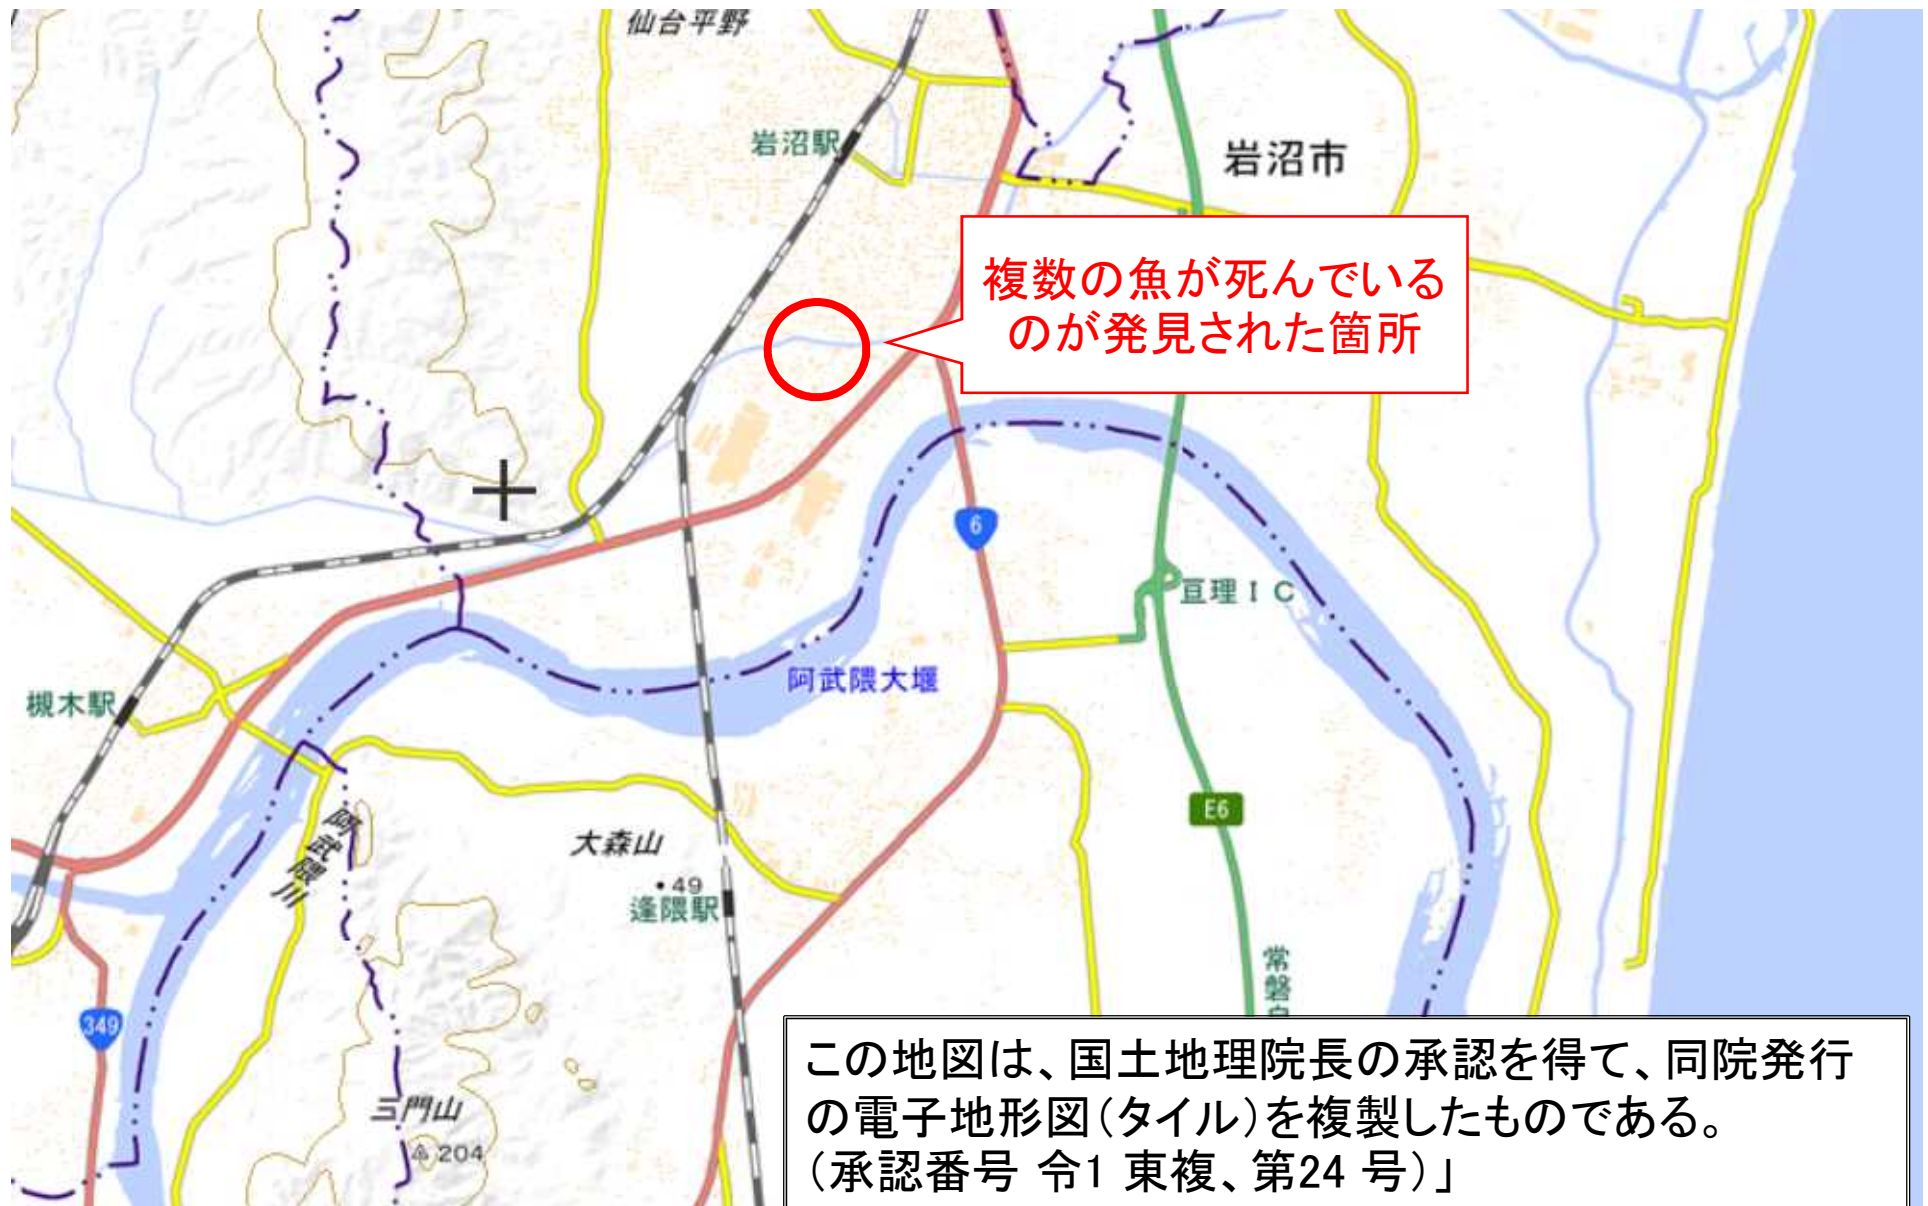 仙台平野
岩沼駅
岩沼市
複数の魚が死んでいる
のが発見された箇所
6
亘理IC
阿武隈大堰
槻木駅
E6
阿武隈川
大森山
49
逢隈駅
常磐
349
三門山
204
この地図は、国土地理院長の承認を得て、同院発行
の電子地形図(タイル)を複製したものである。
(承認番号 令1 東複、第24 号)」